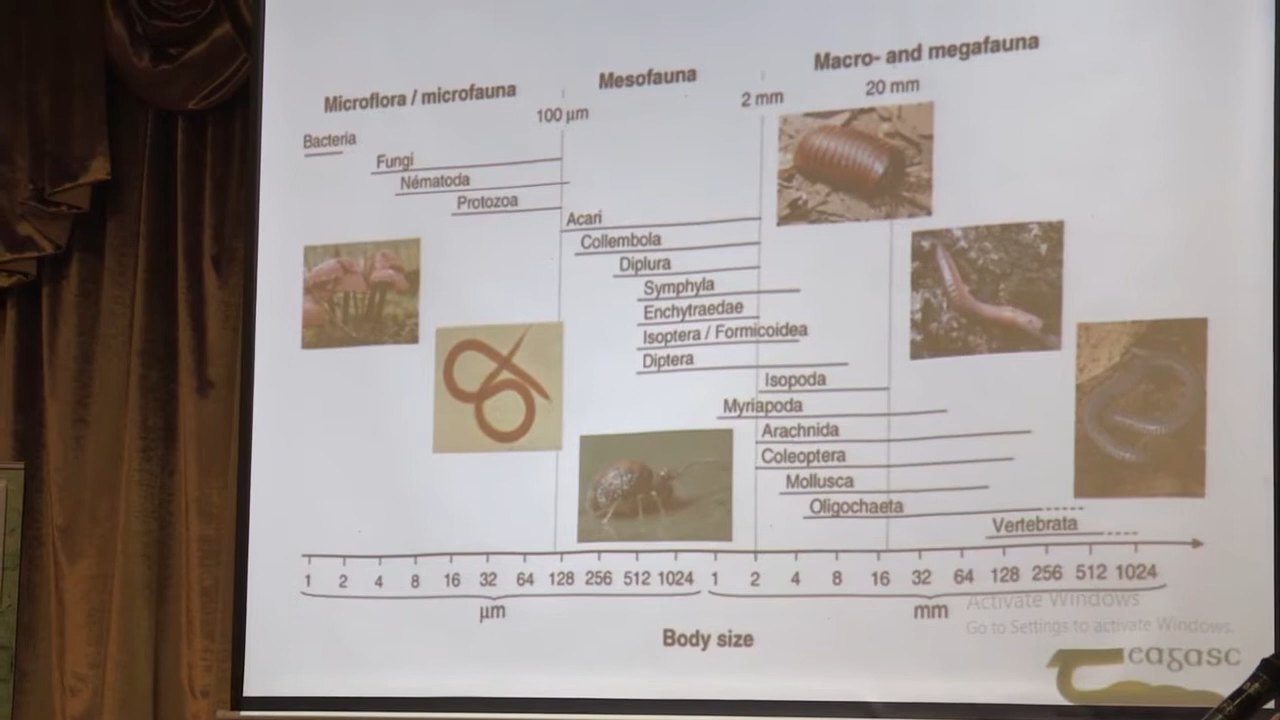 Macro- and megafauna
Mesofauna
Microflora / microfauna
100 µm
2 mm
20 mm
Bacteria
Fungi
Nématoda
Protozoa
Acari
Collembola
Diplura
Symphyla
Enchytraedae
Isoptera / Formicoidea
Diptera
Isopoda
Myriapoda
Arachnida
Coleoptera
Mollusca
Oligochaeta
Vertebrata
1 2 4 8 16 32 64 128 256 512 1024 1 2 4 8 16 32 64 128 256 512 1024
µm
mm
Body size
Activate Windows
Go to Settings to activate Windows.
eagasc